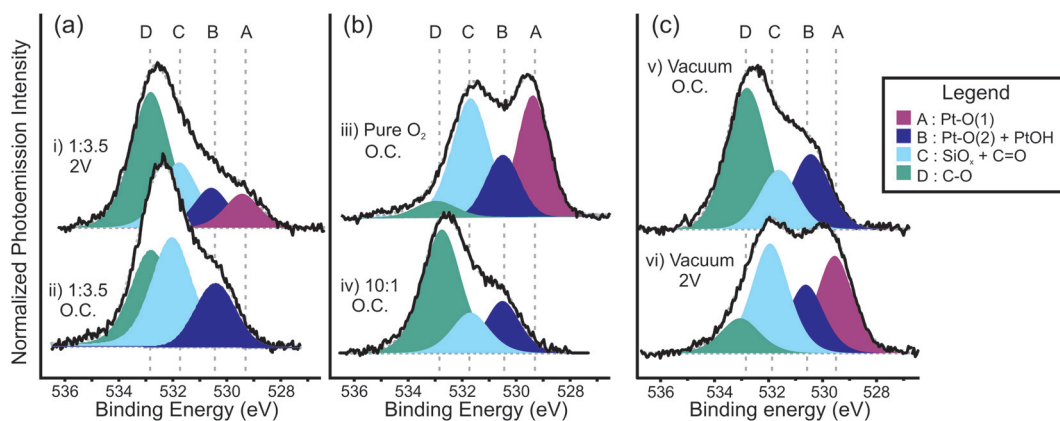 (a)
D C B A
i) 1:3.5
2V
ii) 1:3.5
O.C.
536 534 532 530 528
Binding Energy (eV)
Normalized Photoemission Intensity
(b)
D C B A
iii) Pure O₂
O.C.
iv) 10:1
O.C.
536 534 532 530 528
Binding Energy (eV)
(c)
D C B A
v) Vacuum
O.C.
vi) Vacuum
2V
536 534 532 530 528
Binding energy (eV)
Legend
A : Pt-O(1)
B : Pt-O(2) + PtOH
C : SiOₓ + C=O
D : C-O